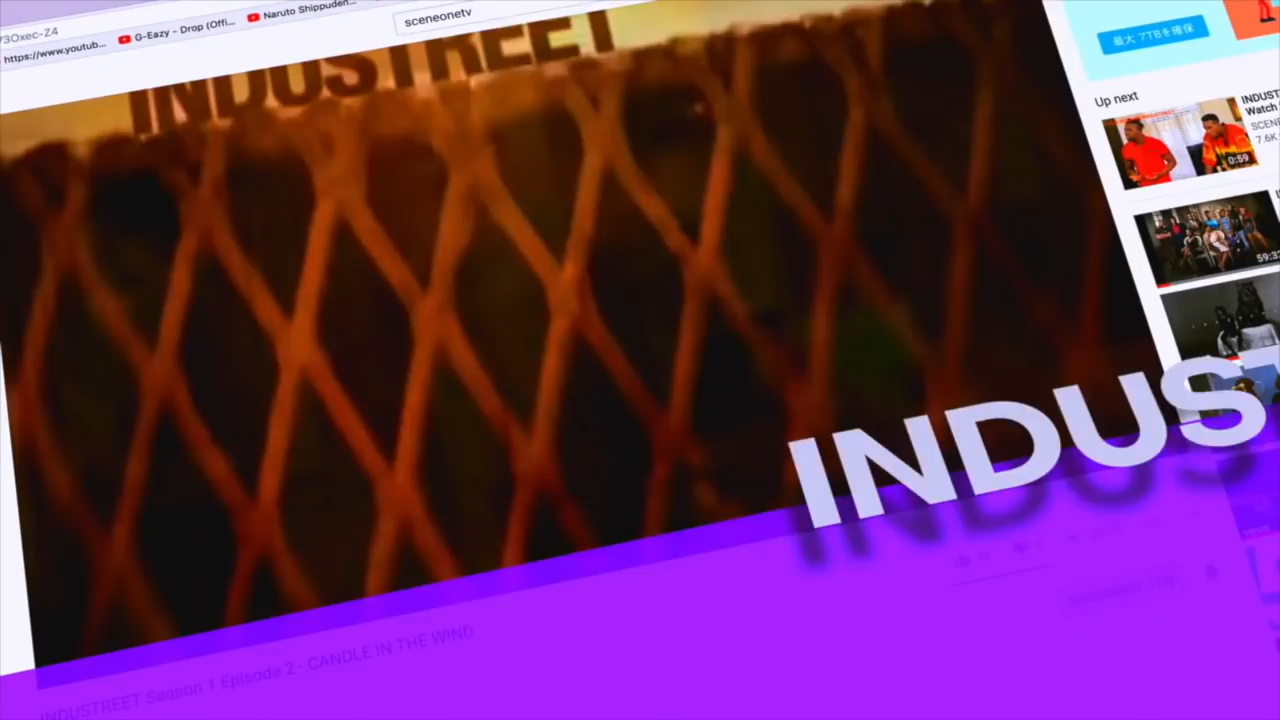 73Oxec-Z4
https://www.youtub...
G-Eazy - Drop (Offi...
Naruto Shippuden...
sceneonetv
INDUSTREET
最大 7TBを確保
Up next
INDUST
Watch
SCENE
7.6K
0:59
59:3
INDUS
INDUSTREET Season 1 Episode 2 - CANDLE IN THE WIND